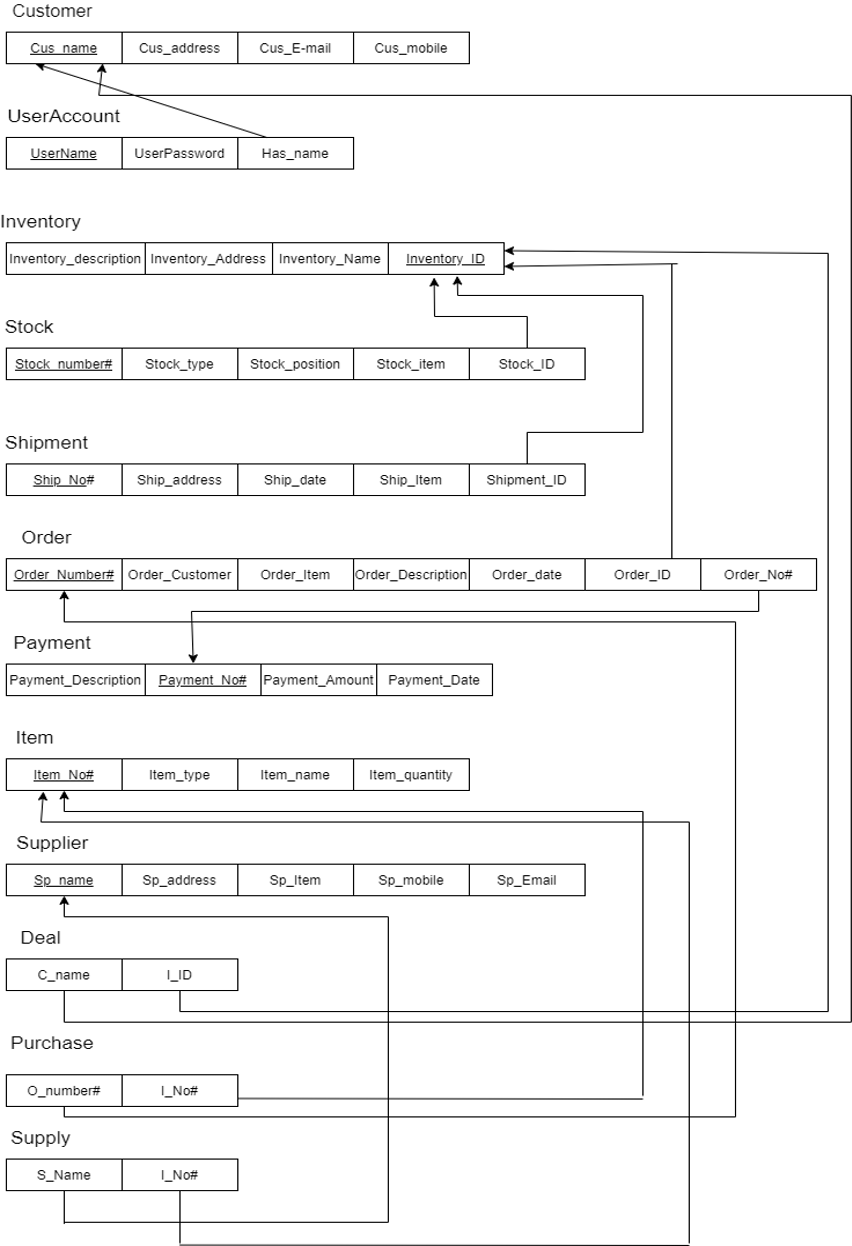 Customer
Cus_name Cus_address Cus_E-mail Cus_mobile
UserAccount
UserName UserPassword Has_name
Inventory
Inventory_description Inventory_Address Inventory_Name Inventory_ID
Stock
Stock_number# Stock_type Stock_position Stock_item Stock_ID
Shipment
Ship_No# Ship_address Ship_date Ship_Item Shipment_ID
Order
Order_Number# Order_Customer Order_Item Order_Description Order_date Order_ID Order_No#
Payment
Payment_Description Payment_No# Payment_Amount Payment_Date
Item
Item_No# Item_type Item_name Item_quantity
Supplier
Sp_name Sp_address Sp_Item Sp_mobile Sp_Email
Deal
C_name I_ID
Purchase
O_number# I_No#
Supply
S_Name I_No#